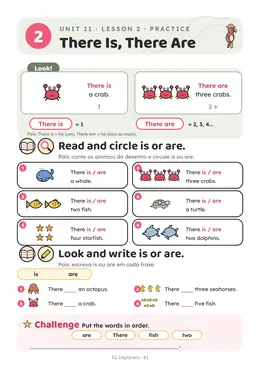 2
UNIT 11 · LESSON 2 · PRACTICE
There Is, There Are
Look!
There is
a crab.
1
There are
three crabs.
2 +
There is = 1
There are = 2, 3, 4...
Pais: There is = há (um). There are = há (dois ou mais).
Read and circle is or are.
Pais: contar os animais do desenho e circule is ou are.
1
There is / are
a whale.
2
There is / are
three crabs.
3
There is / are
two fish.
4
There is / are
a turtle.
5
There is / are
four starfish.
6
There is / are
two dolphins.
Look and write is or are.
Pais: escreva is ou are em cada frase.
is are
1 There ____ an octopus.
2 There ____ three seahorses.
3 There ____ a crab.
There ____ five fish.
Challenge Put the words in order.
are There fish two